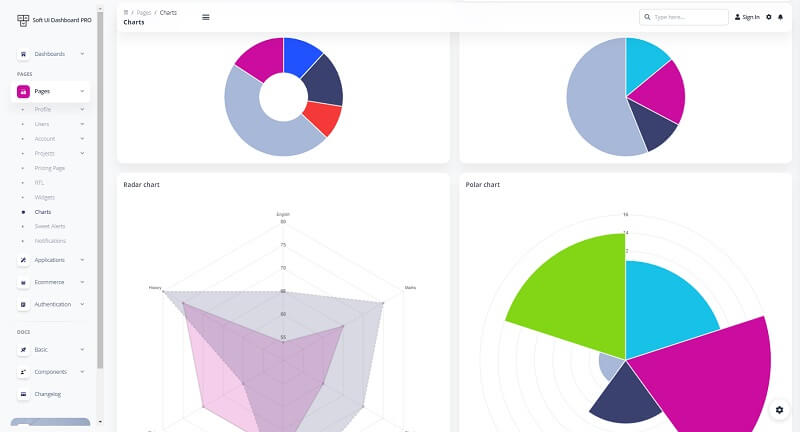 Soft UI Dashboard PRO
Dashboards
PAGES
Pages
Profile
Users
Account
Projects
Pricing Page
RTL
Widgets
Charts
Sweet Alerts
Notifications
Applications
Ecommerce
Authentication
DOCS
Basic
Components
Changelog
/ Pages / Charts
Charts
Type here...
Sign In
Radar chart
English
80
75
70
65
60
55
History
Maths
Polar chart
16
14
2